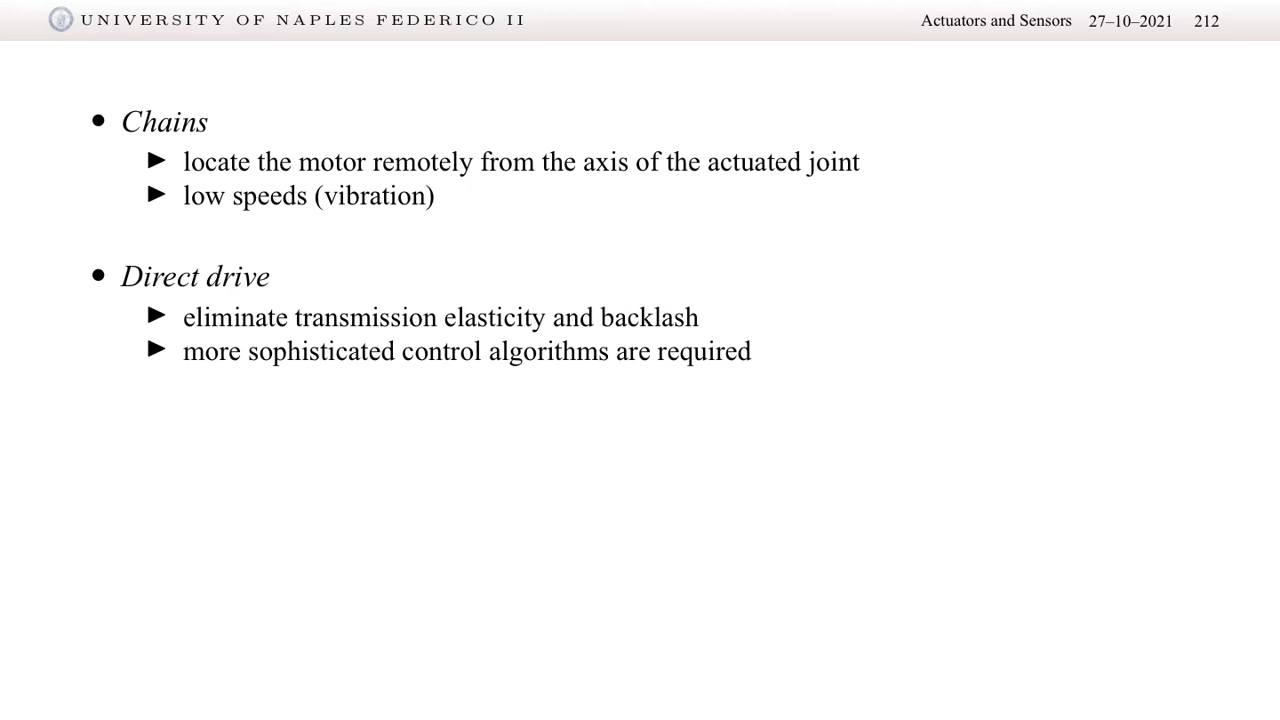 UNIVERSITY OF NAPLES FEDERICO II
Actuators and Sensors 27–10–2021 212
• Chains
► locate the motor remotely from the axis of the actuated joint
► low speeds (vibration)
• Direct drive
► eliminate transmission elasticity and backlash
► more sophisticated control algorithms are required